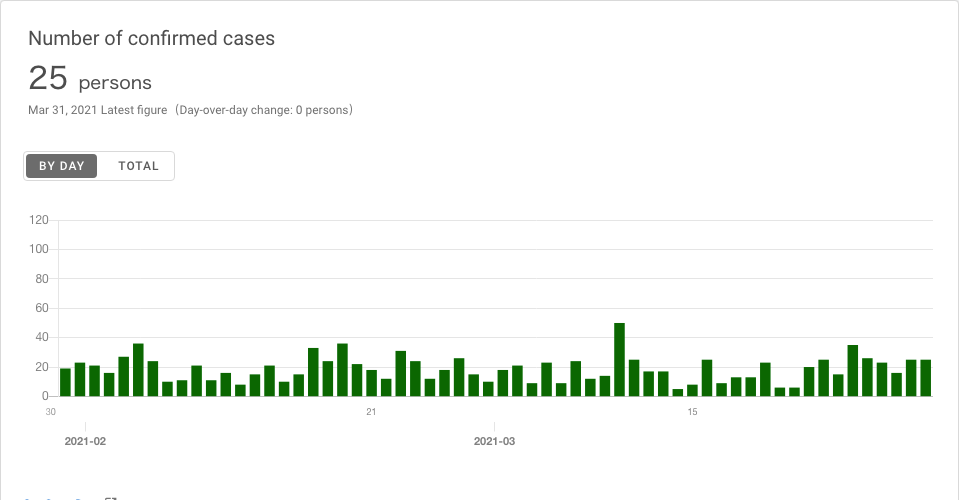 Number of confirmed cases
25 persons
Mar 31, 2021 Latest figure（Day-over-day change: 0 persons）
BY DAY TOTAL
120
100
80
60
40
20
0
30 21 15
2021-02 2021-03